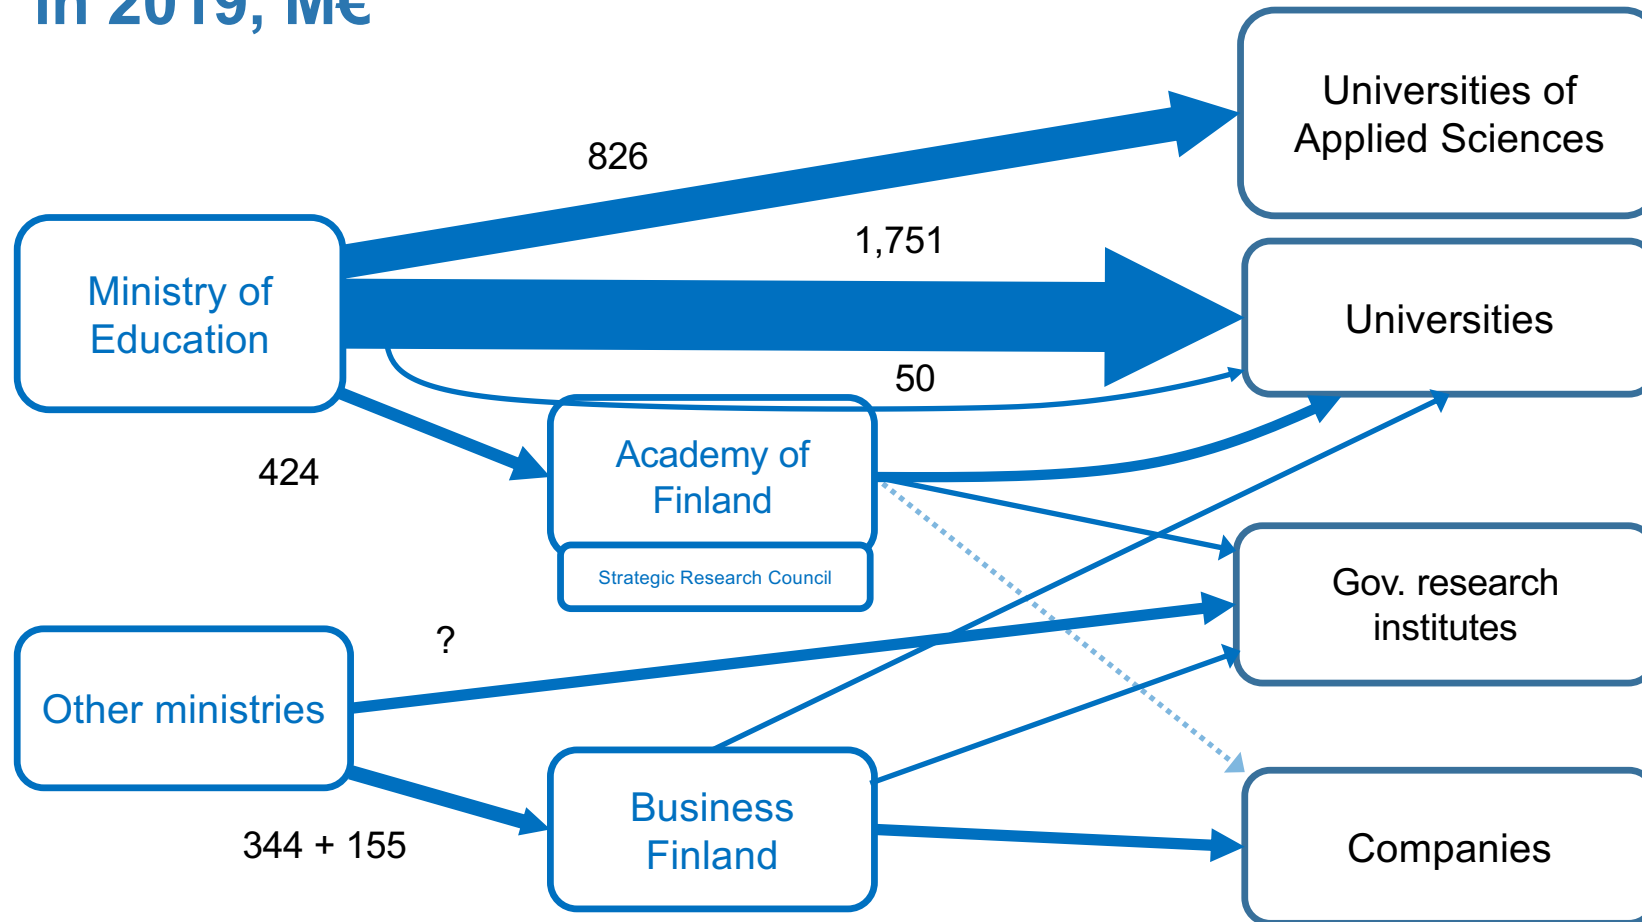 in 2019, M€
Universities of
Applied Sciences
826
1,751
Ministry of
Education
Universities
50
424
Academy of
Finland
Strategic Research Council
Gov. research
institutes
?
Other ministries
344 + 155
Business
Finland
Companies